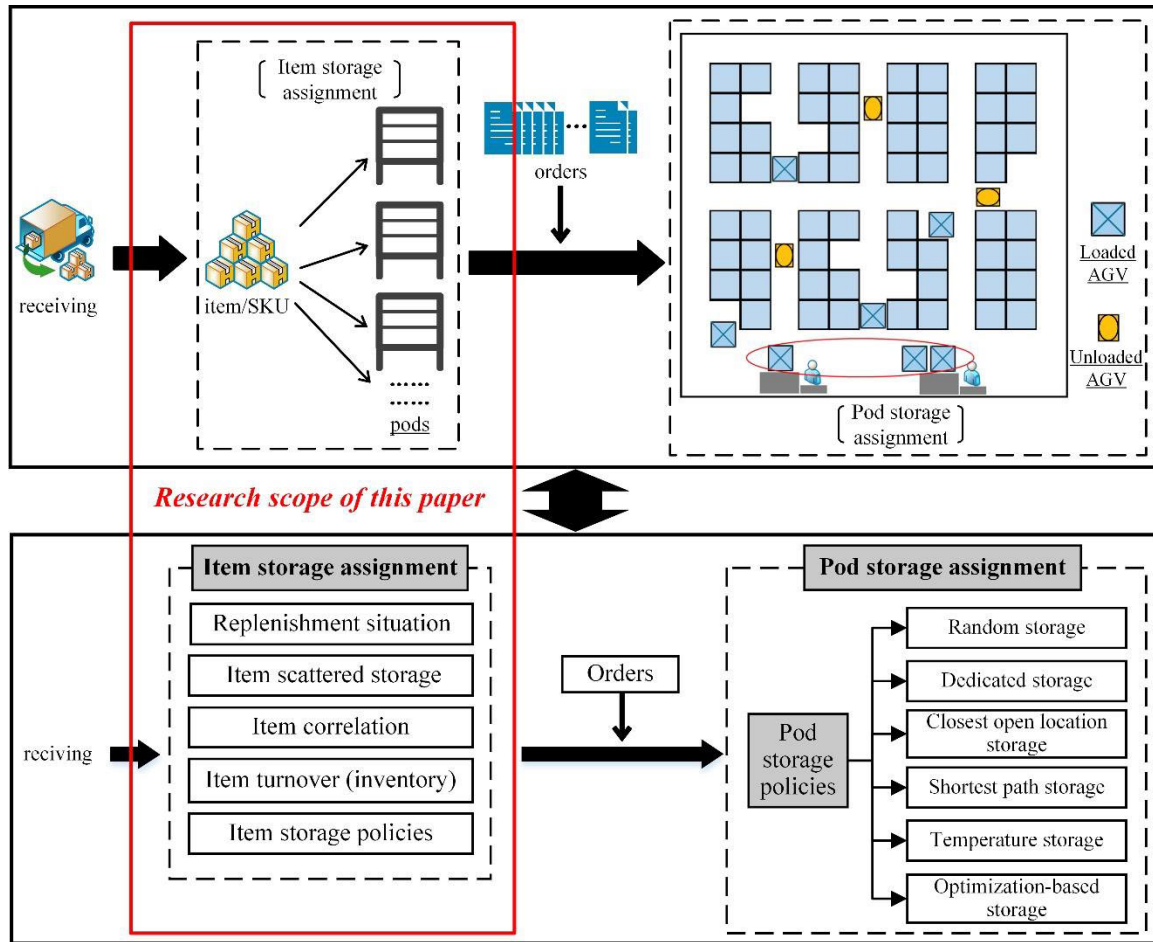 Item storage
assignment
orders
receiving
item/SKU
pods
Loaded
AGV
Unloaded
AGV
Pod storage
assignment
Research scope of this paper
Item storage assignment
Replenishment situation
Item scattered storage
Item correlation
Item turnover (inventory)
Item storage policies
reciving
Orders
Pod storage assignment
Pod
storage
policies
Random storage
Dedicated storage
Closest open location
storage
Shortest path storage
Temperature storage
Optimization-based
storage